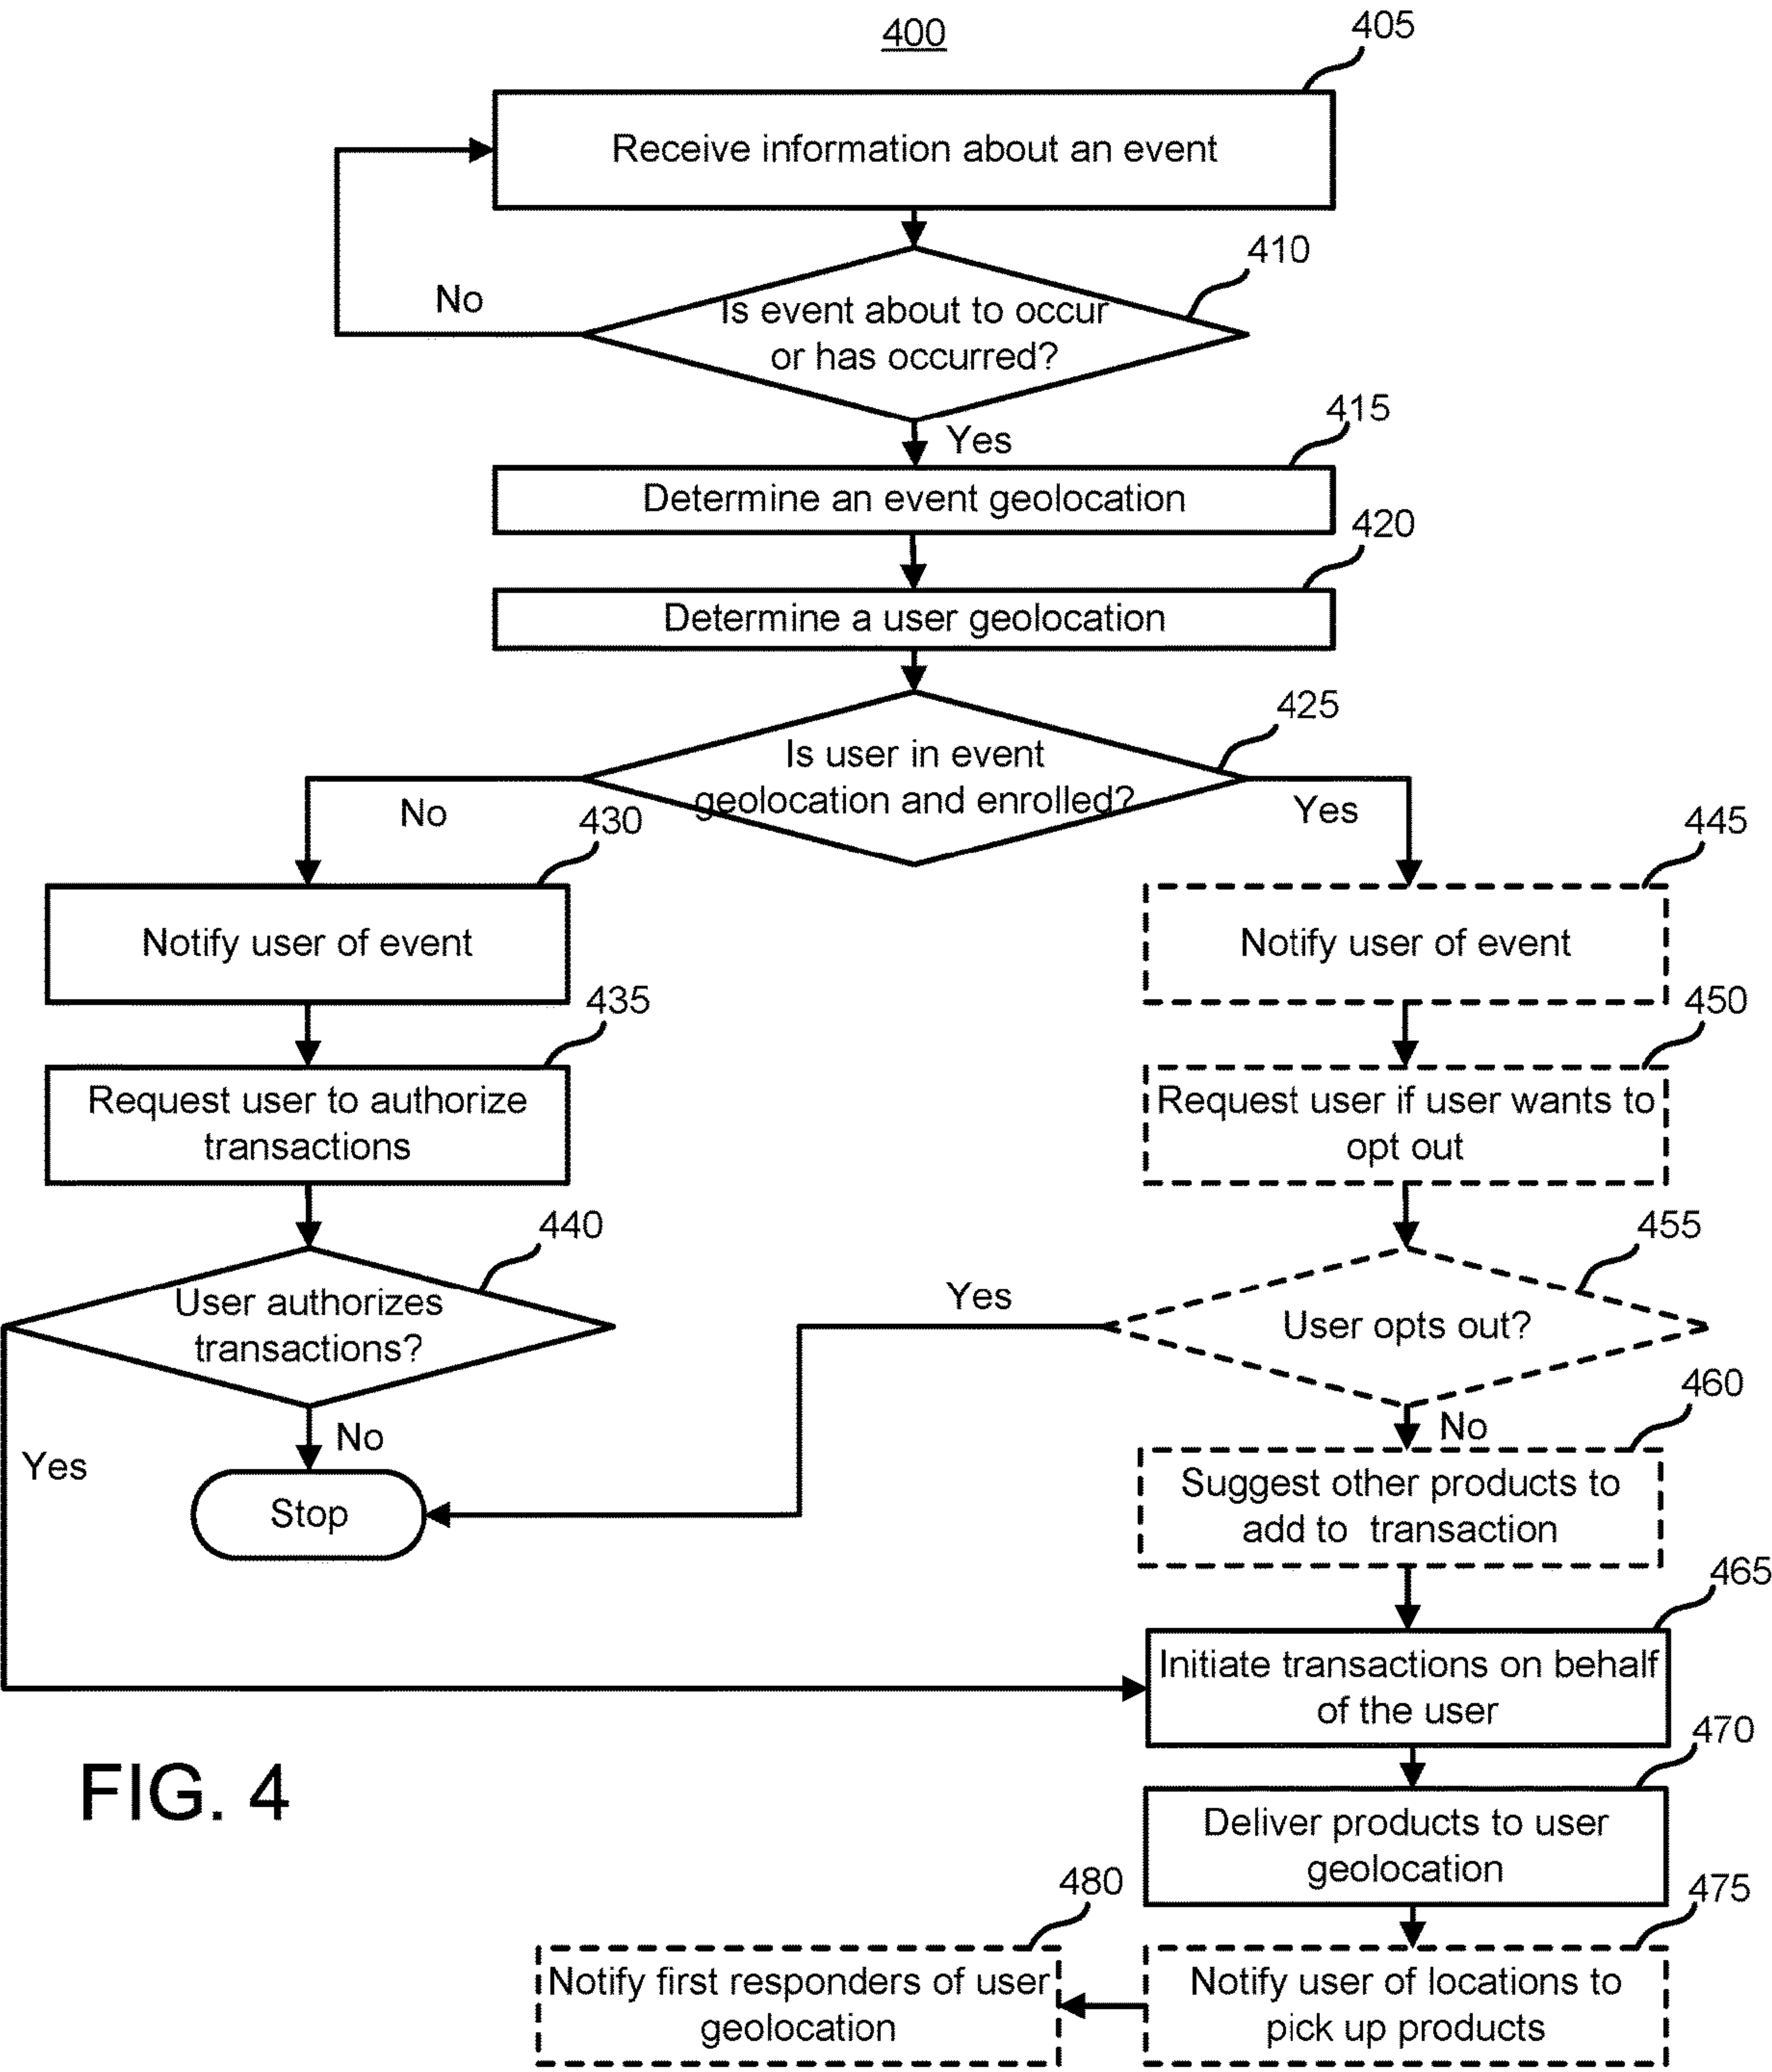 400
405
Receive information about an event
410
No
Is event about to occur
or has occurred?
415
Yes
Determine an event geolocation
420
Determine a user geolocation
425
Is user in event
geolocation and enrolled?
No
Yes
430
445
Notify user of event
Notify user of event
435
450
Request user to authorize
transactions
Request user if user wants to
opt out
440
455
User authorizes
transactions?
Yes
User opts out?
460
No
No
Yes
Stop
Suggest other products to
add to transaction
465
Initiate transactions on behalf
of the user
470
FIG. 4
Deliver products to user
geolocation
480
475
Notify first responders of user
geolocation
Notify user of locations to
pick up products